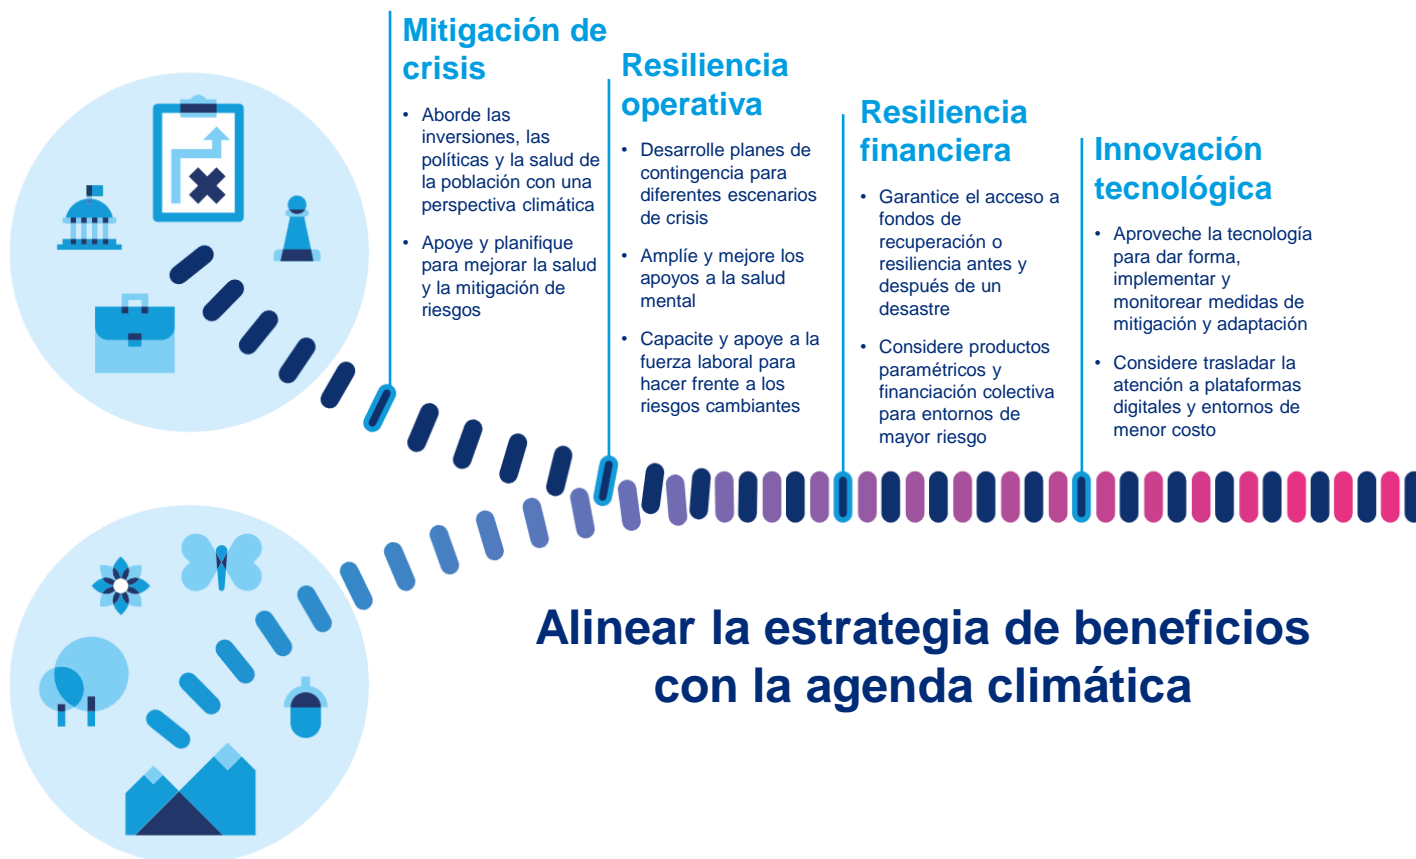 Mitigación de
crisis
• Aborde las
inversiones, las
políticas y la salud de
la población con una
perspectiva climática
• Apoye y planifique
para mejorar la salud
y la mitigación de
riesgos
Resiliencia
operativa
• Desarrolle planes de
contingencia para
diferentes escenarios
de crisis
• Amplíe y mejore los
apoyos a la salud
mental
• Capacite y apoye a la
fuerza laboral para
hacer frente a los
riesgos cambiantes
Resiliencia
financiera
• Garantice el acceso a
fondos de
recuperación o
resiliencia antes y
después de un
desastre
• Considere productos
paramétricos y
financiación colectiva
para entornos de
mayor riesgo
Innovación
tecnológica
• Aproveche la tecnología
para dar forma,
implementar y
monitorear medidas de
mitigación y adaptación
• Considere trasladar la
atención a plataformas
digitales y entornos de
menor costo
Alinear la estrategia de beneficios
con la agenda climática